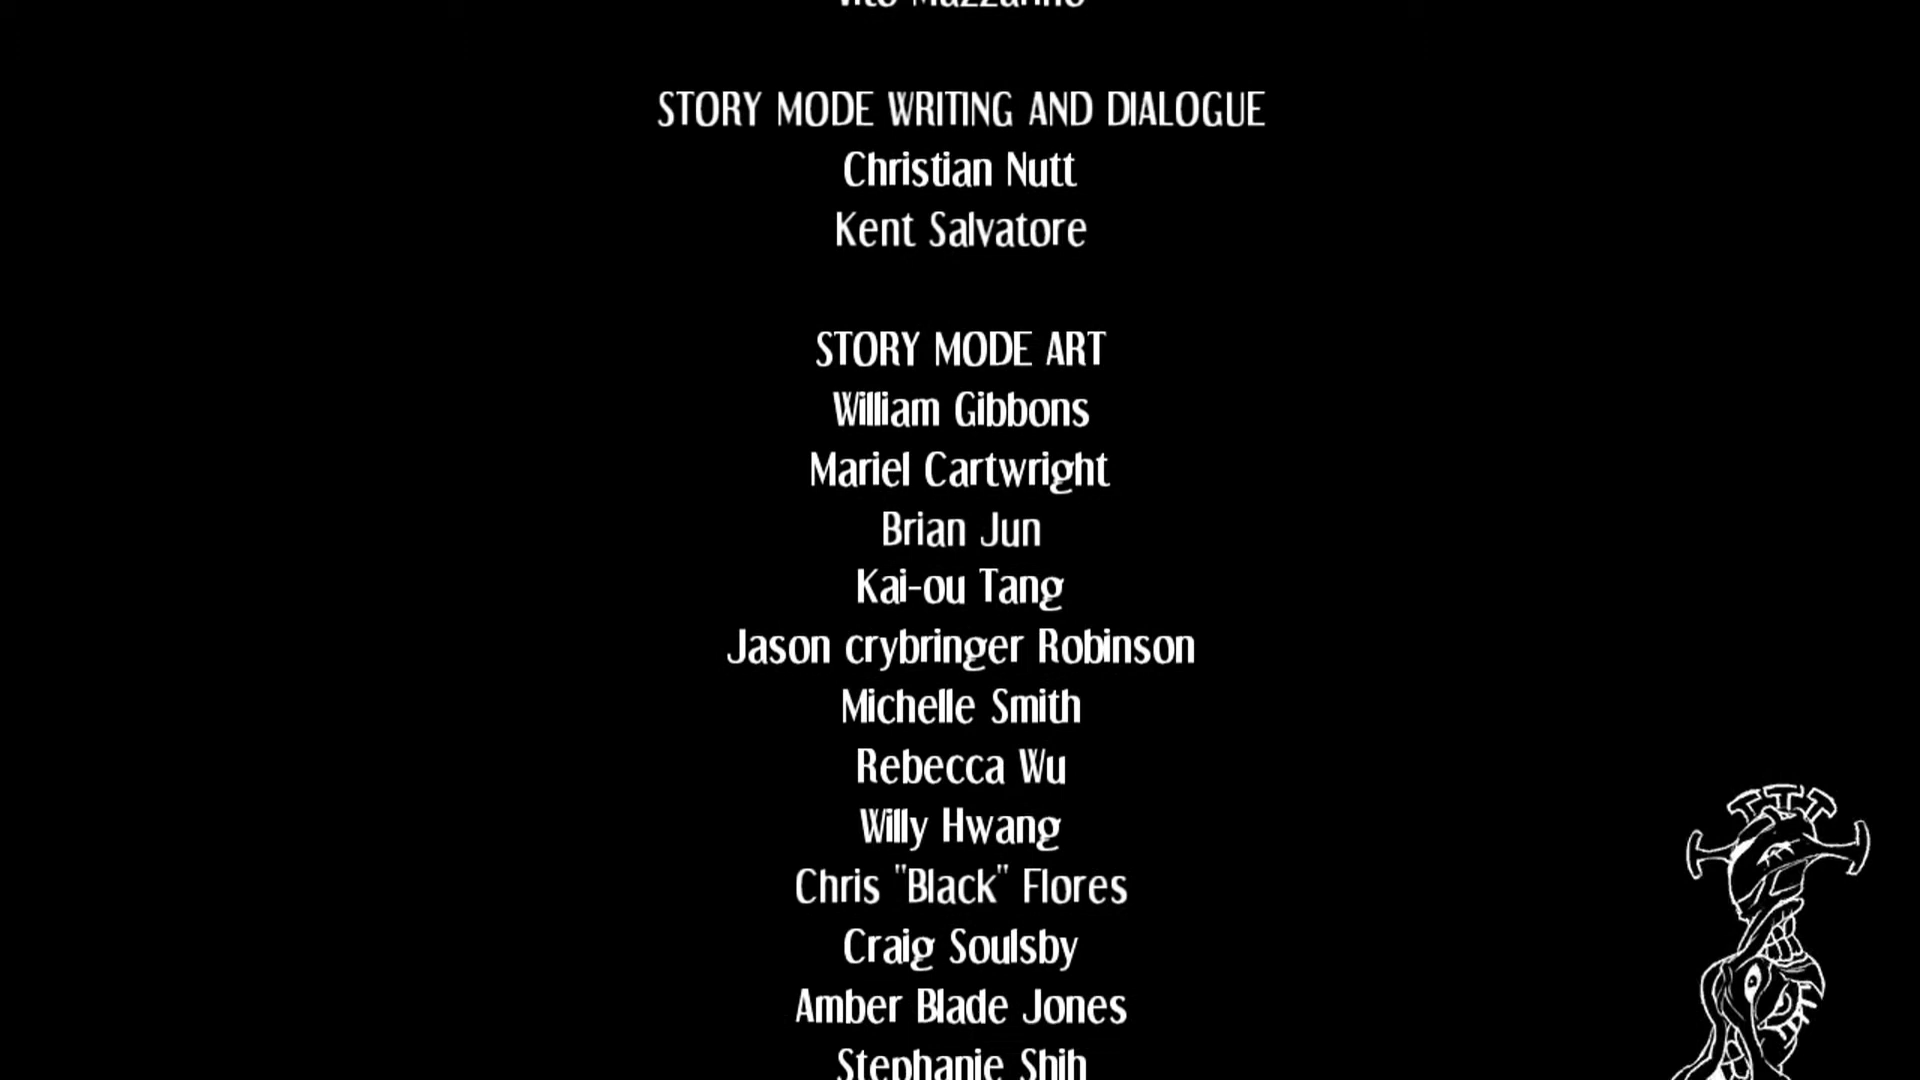 Vito Mazzarino
STORY MODE WRITING AND DIALOGUE
Christian Nutt
Kent Salvatore
STORY MODE ART
William Gibbons
Mariel Cartwright
Brian Jun
Kai-ou Tang
Jason crybringer Robinson
Michelle Smith
Rebecca Wu
Willy Hwang
Chris "Black" Flores
Craig Soulsby
Amber Blade Jones
Stephanie Shih